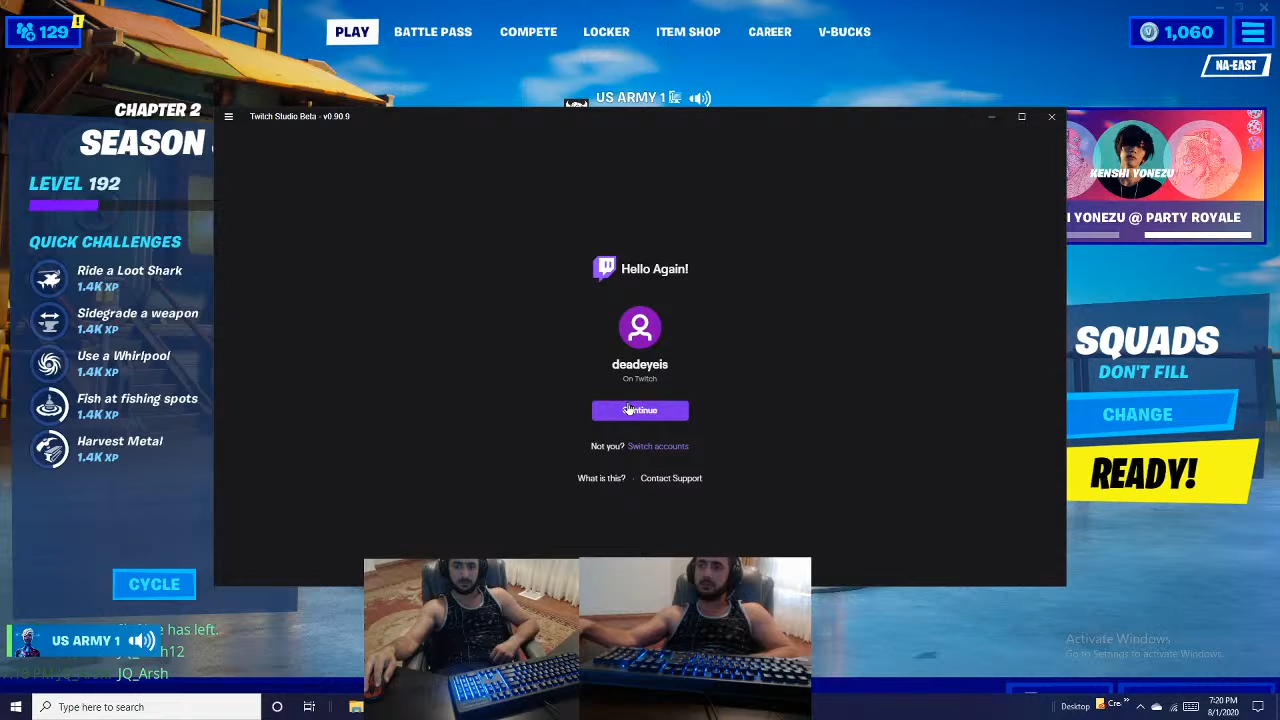 129
!
PLAY
BATTLE PASS
COMPETE
LOCKER
ITEM SHOP
CAREER
V-BUCKS
1,060
NA-EAST
US ARMY 1
CHAPTER 2
SEASON
LEVEL 192
QUICK CHALLENGES
Ride a Loot Shark
1.4K XP
Sidegrade a weapon
1.4K XP
Use a Whirlpool
1.4K XP
Fish at fishing spots
1.4K XP
Harvest Metal
1.4K XP
CYCLE
Twitch Studio Beta - v0.90.9
Hello Again!
deadeyeis
On Twitch
Continue
Not you? Switch accounts
What is this? · Contact Support
KENSHI YONEZU
I YONEZU @ PARTY ROYALE
SQUADS
DON'T FILL
CHANGE
READY!
has left.
US ARMY 1
JQ_Arsh
Activate Windows
Go to Settings to activate Windows.
Type here to search
Desktop
Cre...
7:20 PM
8/1/2020